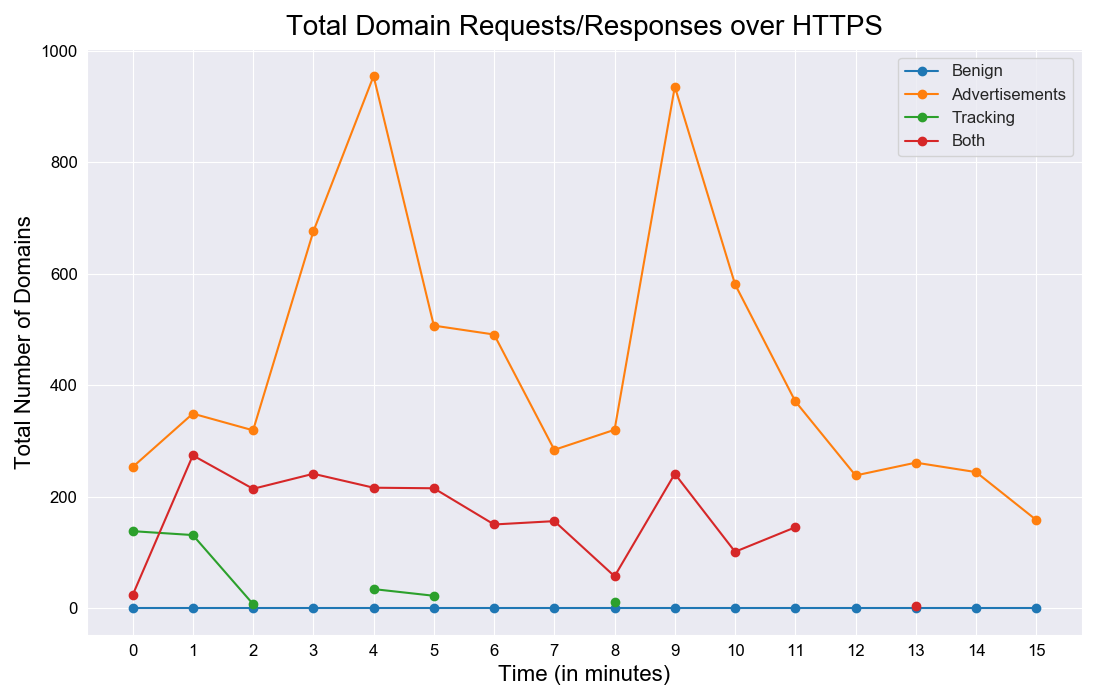 Total Domain Requests/Responses over HTTPS
1000
800
600
400
200
0
Total Number of Domains
Benign
Advertisements
Tracking
Both
0 1 2 3 4 5 6 7 8 9 10 11 12 13 14 15
Time (in minutes)